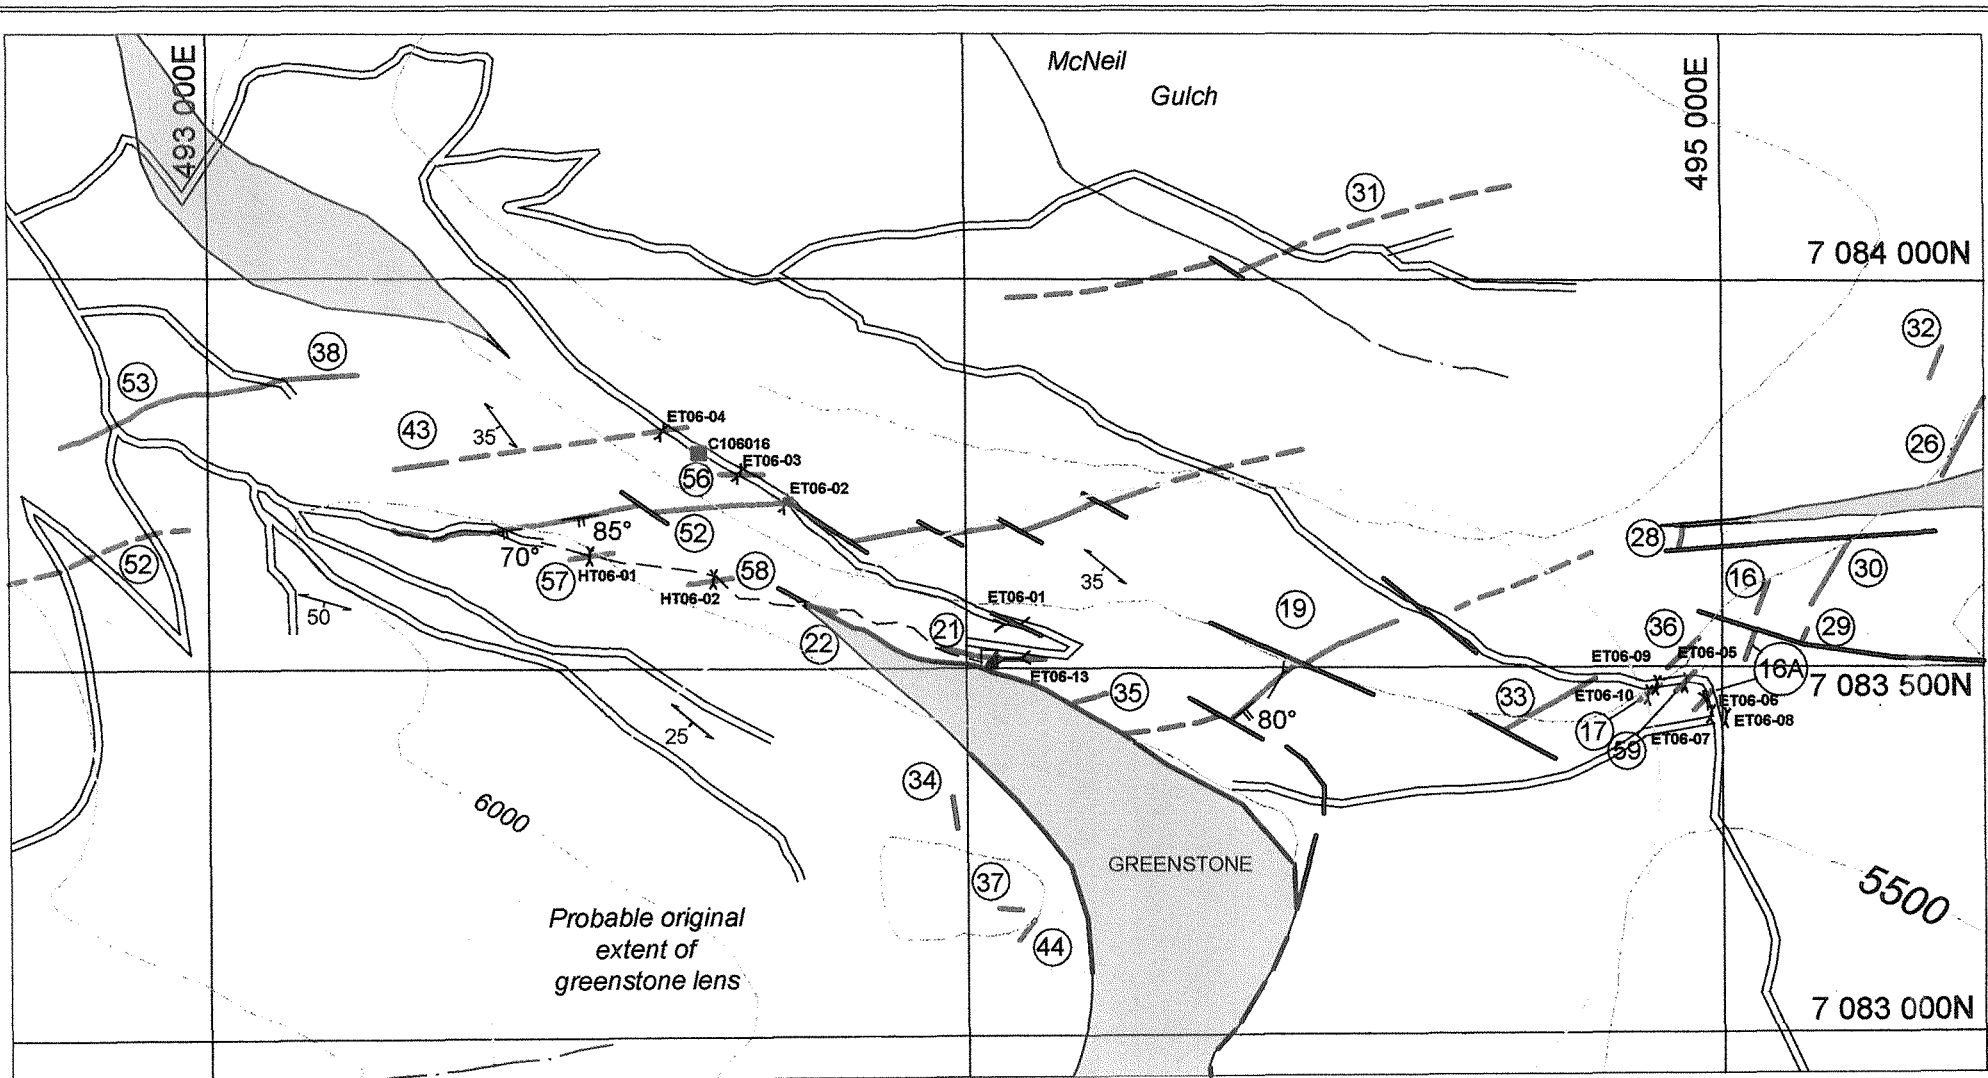 McNeil
Gulch
493 000E
495 000E
31
7 084 000N
32
38
53
ET06-04
43
35
C106016
ET06-03
56
26
ET06-02
52
85°
28
70°
52
57
HT06-01
58
35
16
30
HT06-02
ET06-01
50
19
22
21
36
29
ET06-09
ET06-05
16A
ET06-13
35
33
ET06-10
7 083 500N
ET06-06
80°
ET06-08
25
17
59
ET06-07
34
6000
GREENSTONE
37
5500
Probable original
extent of
greenstone lens
44
7 083 000N